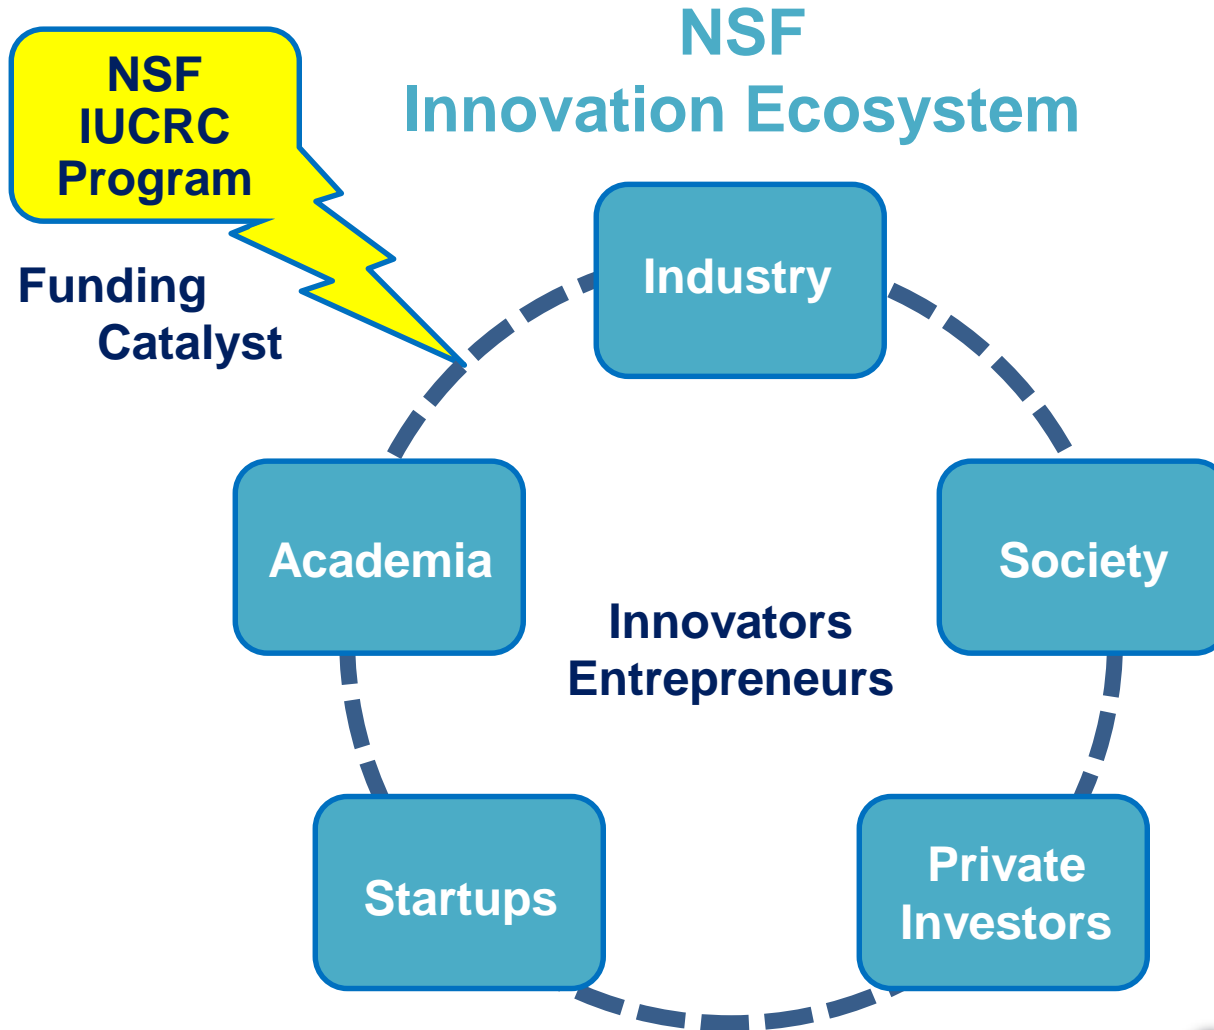 NSF
Innovation Ecosystem
NSF
IUCRC
Program
Funding
Catalyst
Industry
Academia
Society
Innovators
Entrepreneurs
Startups
Private
Investors